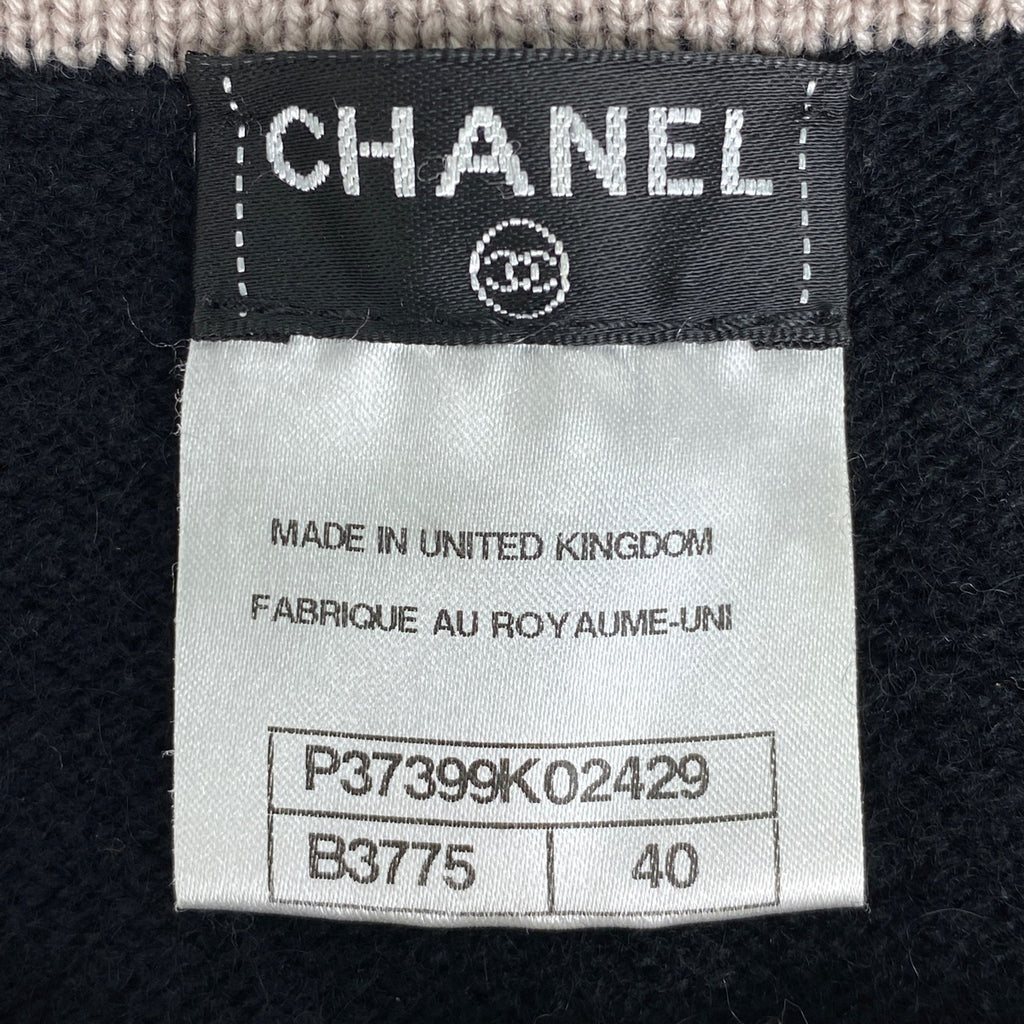 CHANEL
MADE IN UNITED KINGDOM
FABRIQUE AU ROYAUME-UNI
P37399K02429
B3775 40